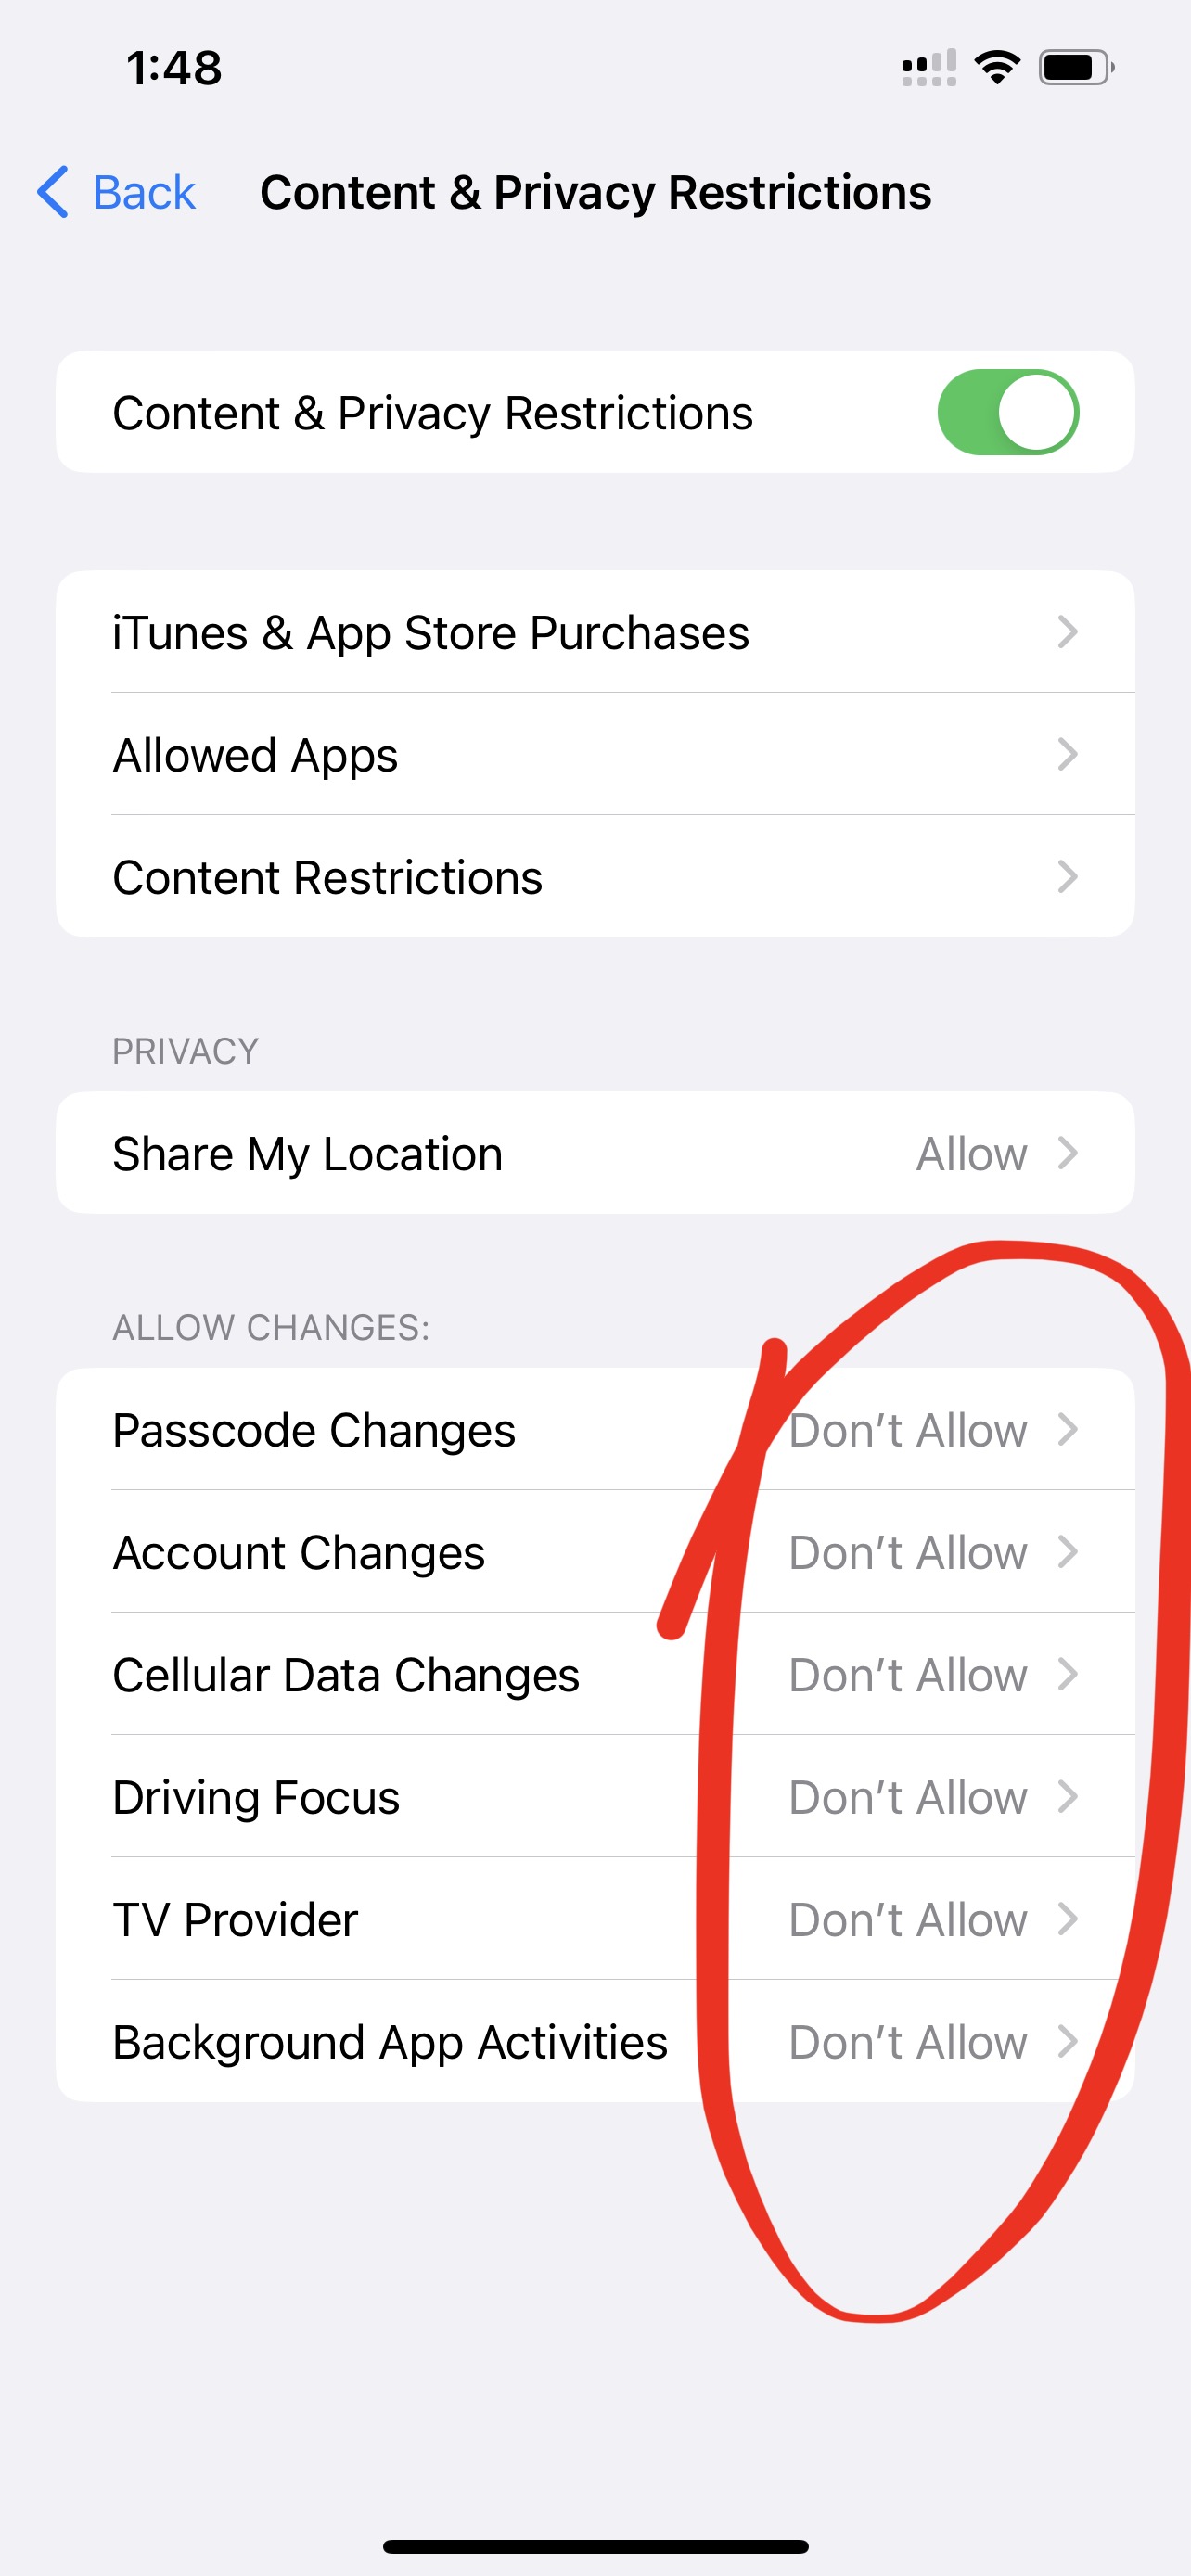 1:48
Back Content & Privacy Restrictions
Content & Privacy Restrictions
iTunes & App Store Purchases
Allowed Apps
Content Restrictions
PRIVACY
Share My Location Allow
ALLOW CHANGES:
Passcode Changes Don’t Allow
Account Changes Don’t Allow
Cellular Data Changes Don’t Allow
Driving Focus Don’t Allow
TV Provider Don’t Allow
Background App Activities Don’t Allow